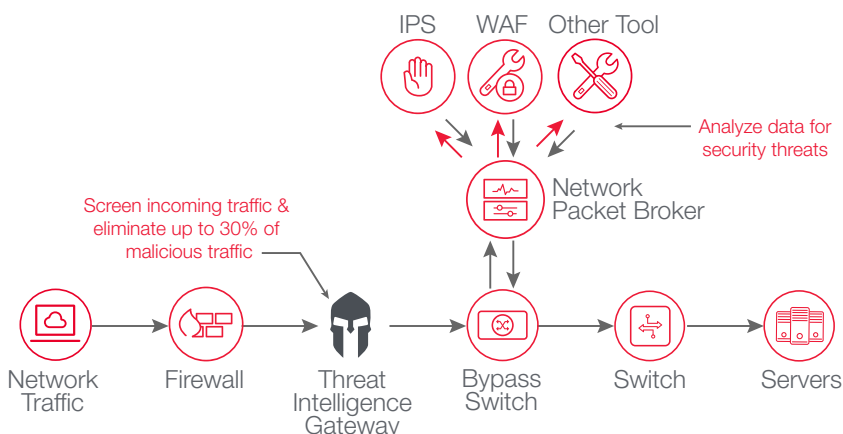 IPS
WAF
Other Tool
Analyze data for
security threats
Network
Packet Broker
Screen incoming traffic &
eliminate up to 30% of
malicious traffic
Network
Traffic
Firewall
Threat
Intelligence
Gateway
Bypass
Switch
Switch
Servers